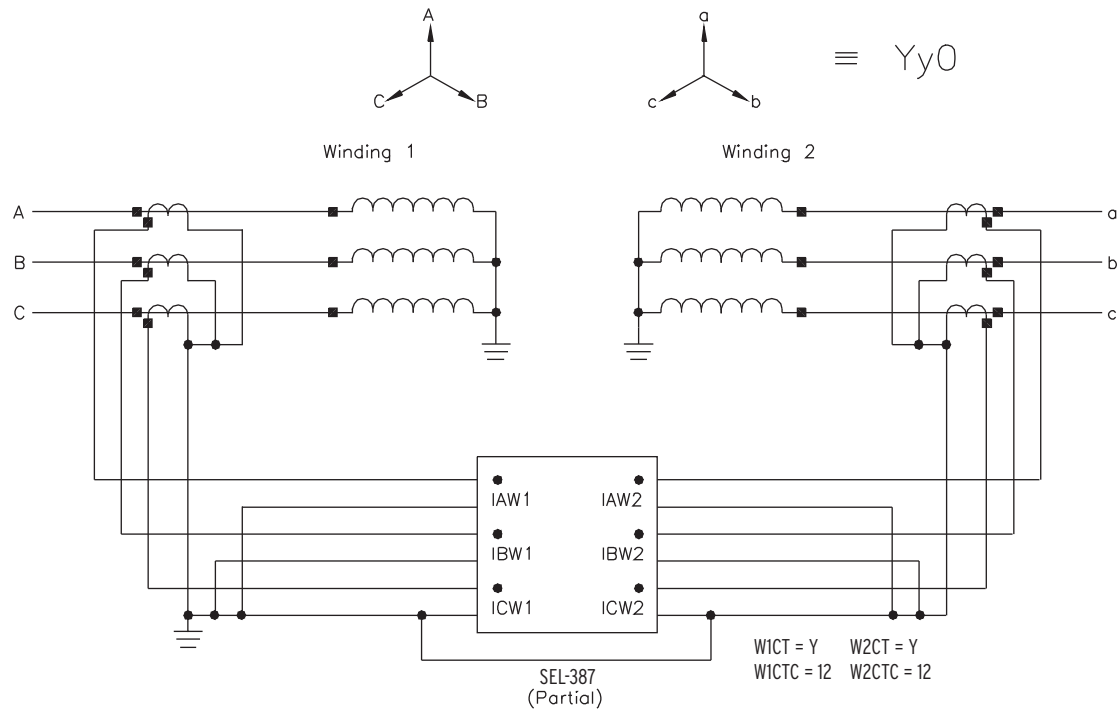 A
a
≡ Yy0
C
B
c
b
Winding 1
Winding 2
A
a
B
b
C
c
IAW1
IAW2
IBW1
IBW2
ICW1
ICW2
W1CT = Y W2CT = Y
W1CTC = 12 W2CTC = 12
SEL-387
(Partial)